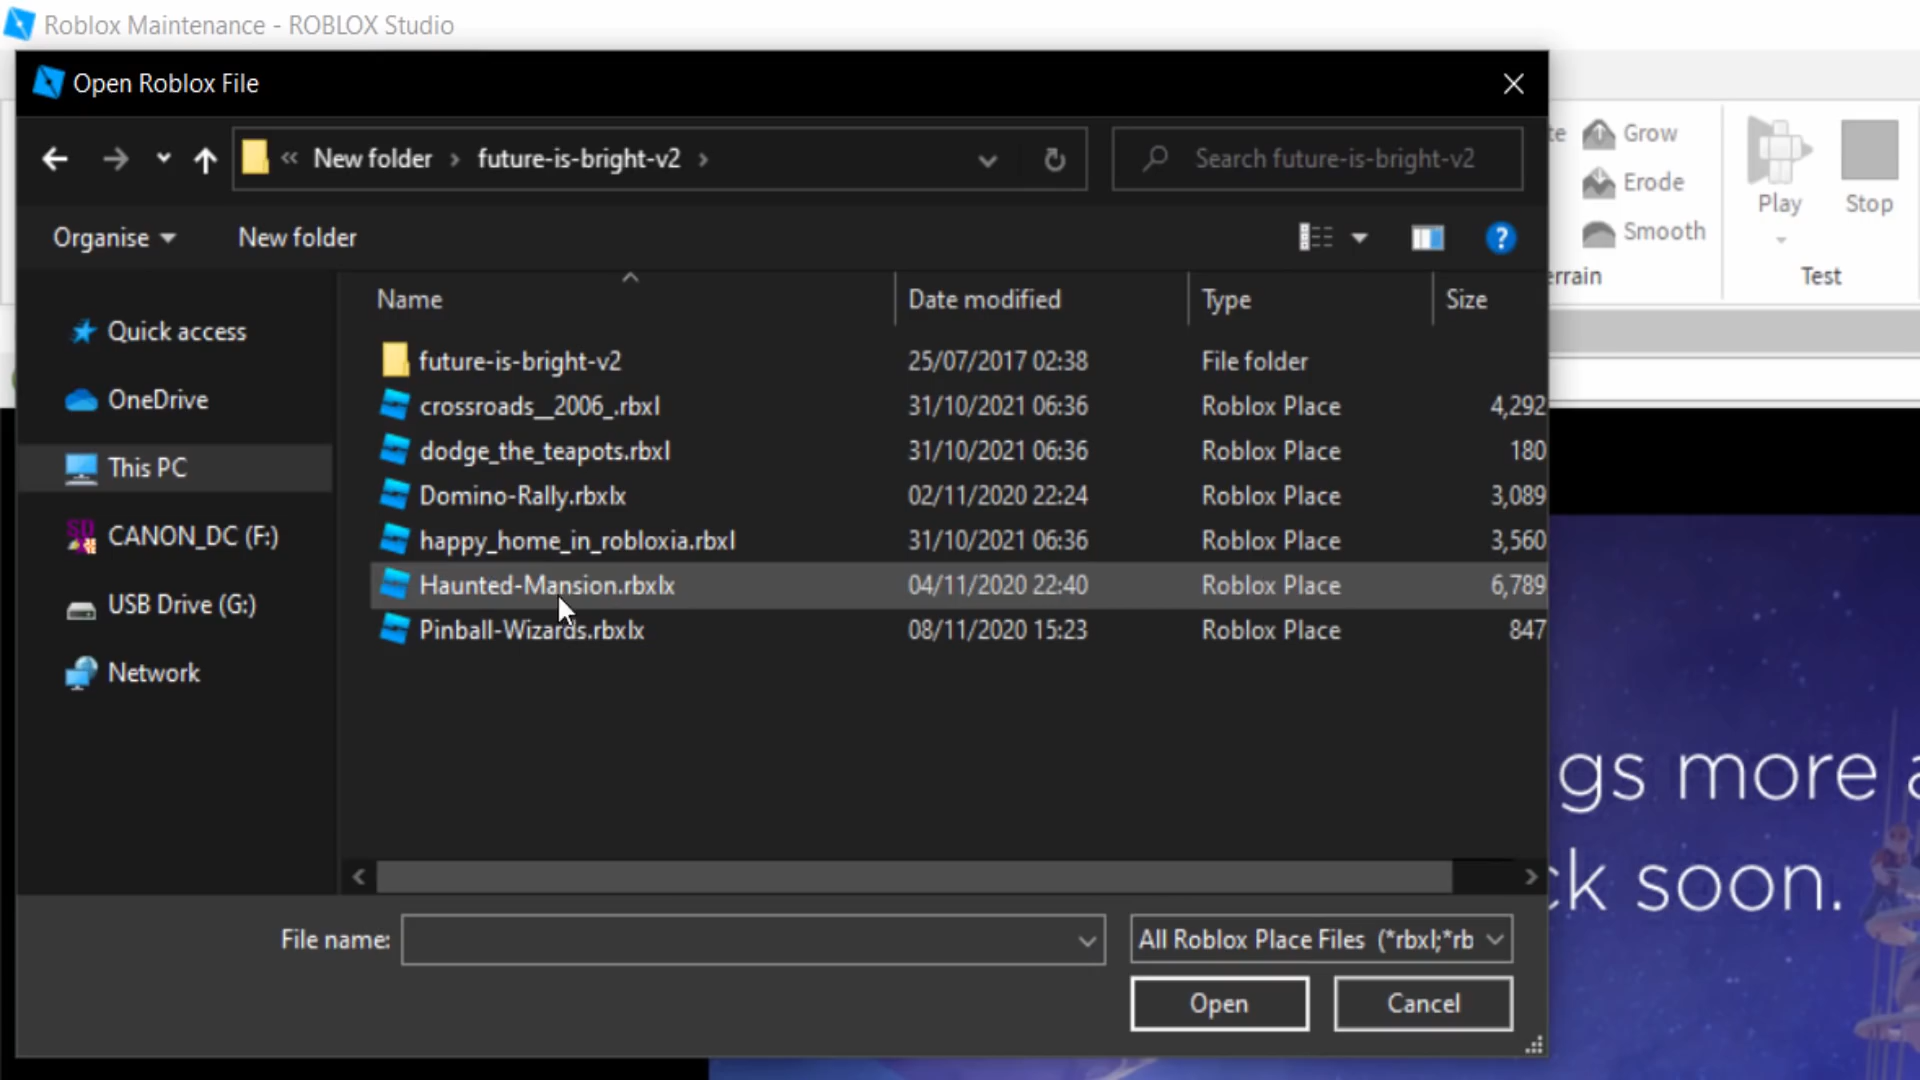 Roblox Maintenance - ROBLOX Studio
Open Roblox File
« New folder › future-is-bright-v2 ›
Search future-is-bright-v2
Organise
New folder
Name
Date modified
Type
Size
Quick access
OneDrive
This PC
CANON_DC (F:)
USB Drive (G:)
Network
future-is-bright-v2 25/07/2017 02:38 File folder
crossroads__2006_.rbxl 31/10/2021 06:36 Roblox Place 4,292
dodge_the_teapots.rbxl 31/10/2021 06:36 Roblox Place 180
Domino-Rally.rbxlx 02/11/2020 22:24 Roblox Place 3,089
happy_home_in_robloxia.rbxl 31/10/2021 06:36 Roblox Place 3,560
Haunted-Mansion.rbxlx 04/11/2020 22:40 Roblox Place 6,789
Pinball-Wizards.rbxlx 08/11/2020 15:23 Roblox Place 847
File name:
All Roblox Place Files (*rbxl;*rb
Open
Cancel
Grow
Erode
Smooth
Play
Stop
Test
gs more
soon.